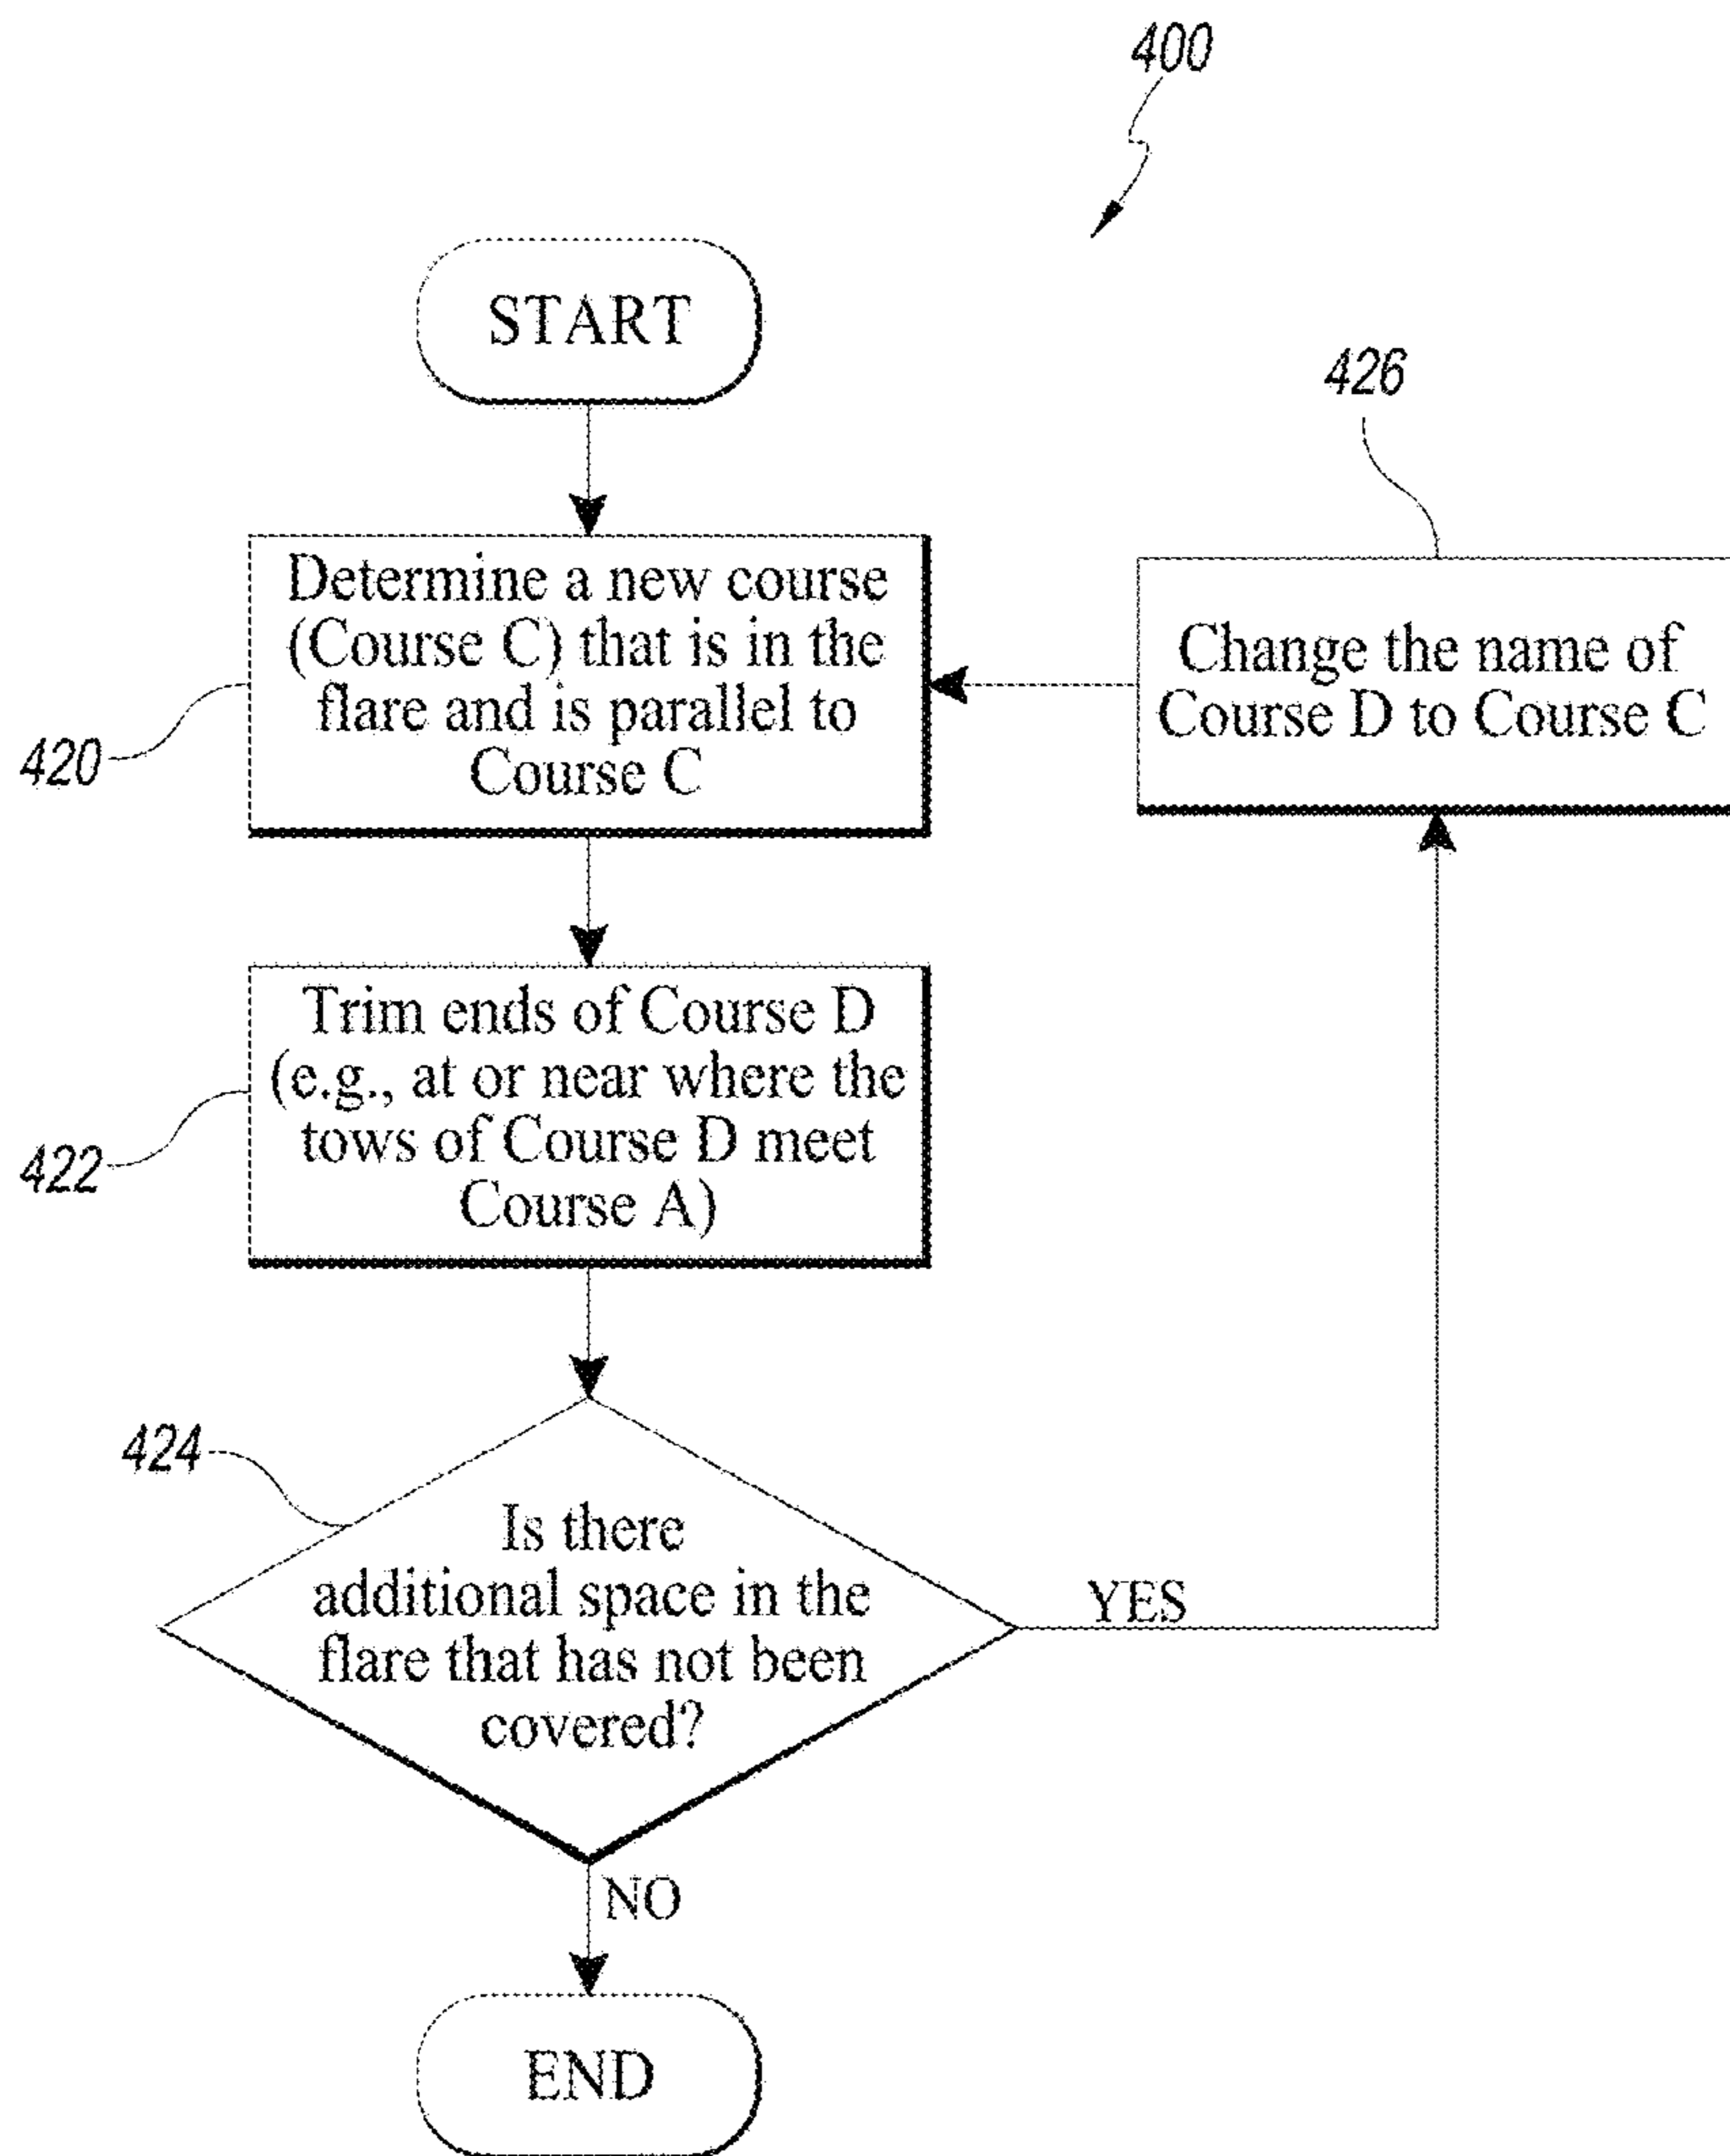 400
START
426
Determine a new course
(Course C) that is in the
flare and is parallel to
Course C
Change the name of
Course D to Course C
420
Trim ends of Course D
(e.g., at or near where the
tows of Course D meet
Course A)
422
424
Is there
additional space in the
flare that has not been
covered?
YES
NO
END